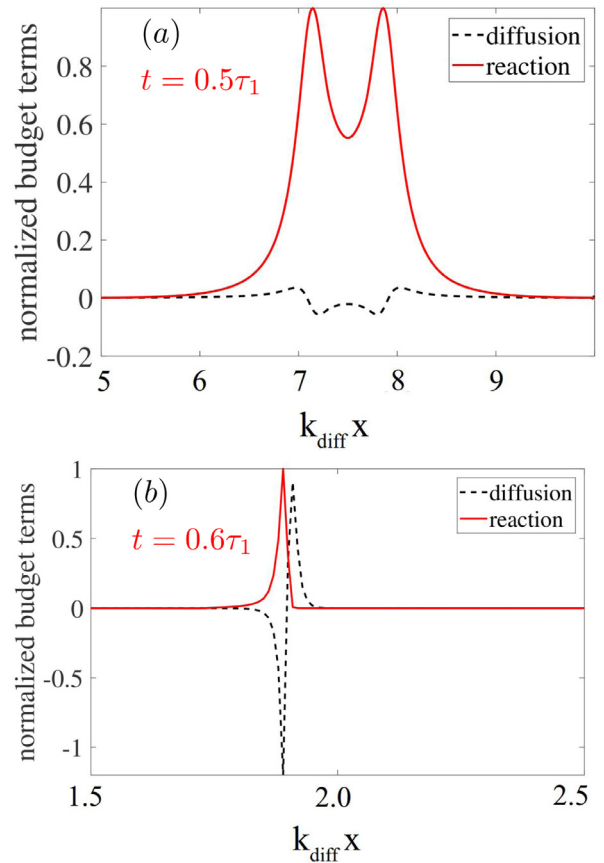 (a)
t = 0.5τ₁
diffusion
reaction
normalized budget terms
0.8
0.6
0.4
0.2
0
-0.2
5
6
7
8
9
k_diff x
(b)
t = 0.6τ₁
diffusion
reaction
normalized budget terms
1
0.5
0
-0.5
-1
1.5
2.0
2.5
k_diff x